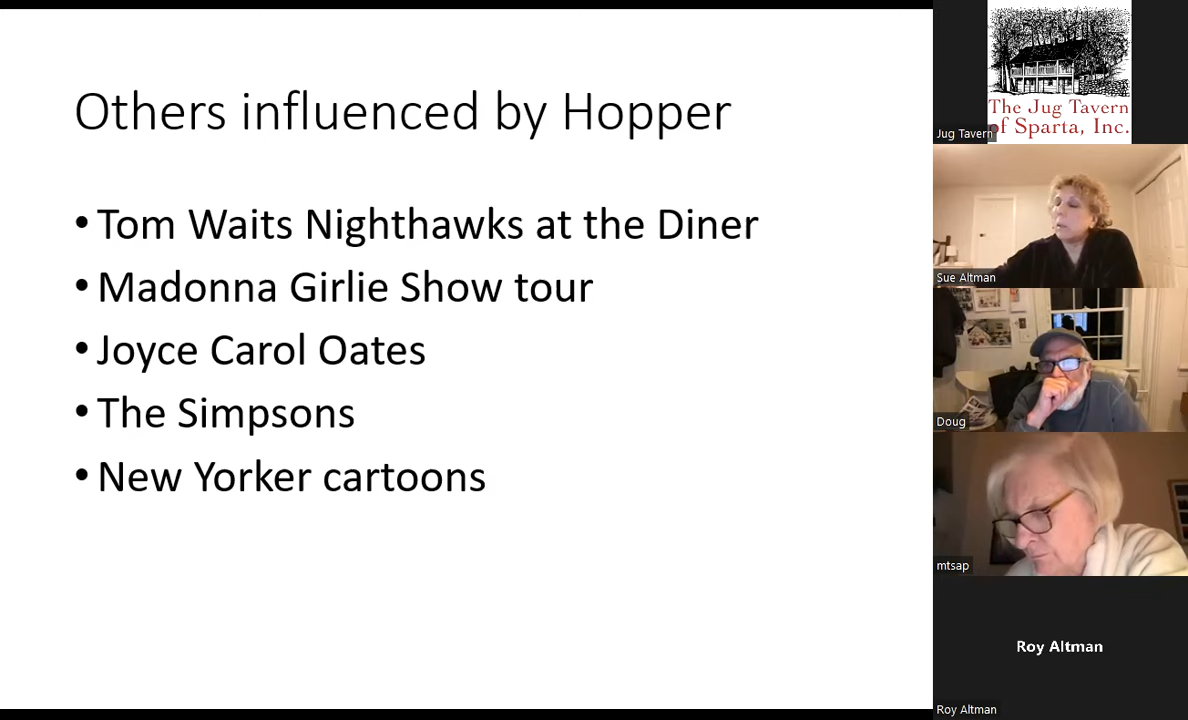 Others influenced by Hopper
• Tom Waits Nighthawks at the Diner
• Madonna Girlie Show tour
• Joyce Carol Oates
• The Simpsons
• New Yorker cartoons
The Jug Tavern
of Sparta, Inc.
Jug Tavern
Sue Altman
Doug
mtsap
Roy Altman
Roy Altman